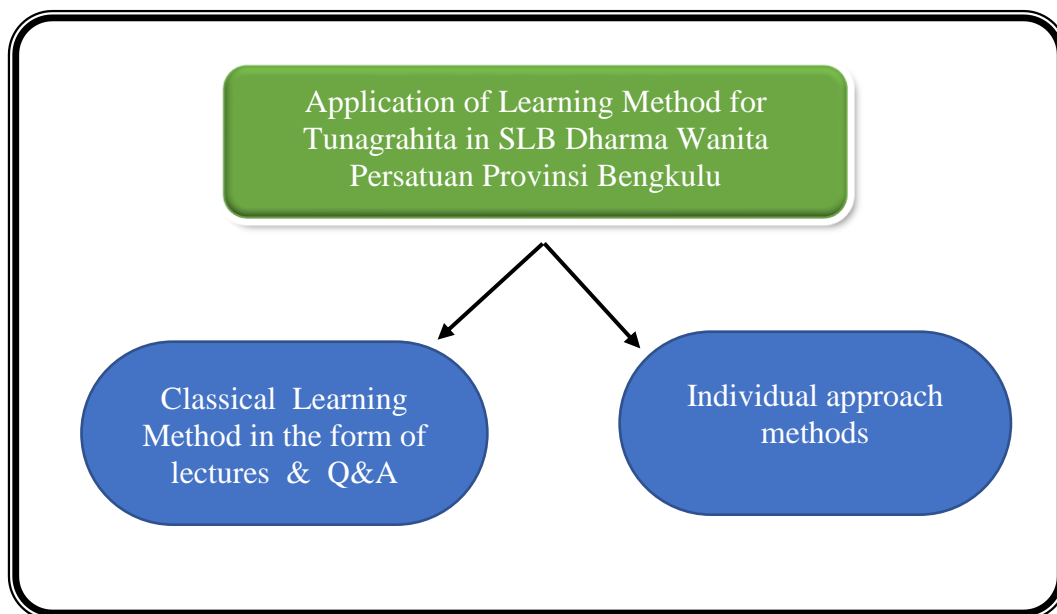 Application of Learning Method for
Tunagrahita in SLB Dharma Wanita
Persatuan Provinsi Bengkulu
Classical Learning
Method in the form of
lectures & Q&A
Individual approach
methods